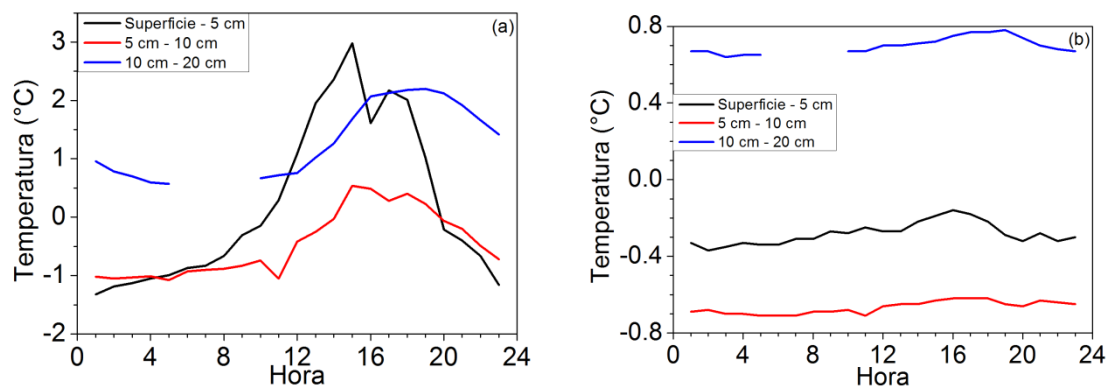 (a)
Superficie - 5 cm
5 cm - 10 cm
10 cm - 20 cm
Temperatura (°C)
3
2
1
0
-1
-2
0 4 8 12 16 20 24
Hora
(b)
Superficie - 5 cm
5 cm - 10 cm
10 cm - 20 cm
Temperatura (°C)
0.8
0.4
0.0
-0.4
-0.8
0 4 8 12 16 20 24
Hora